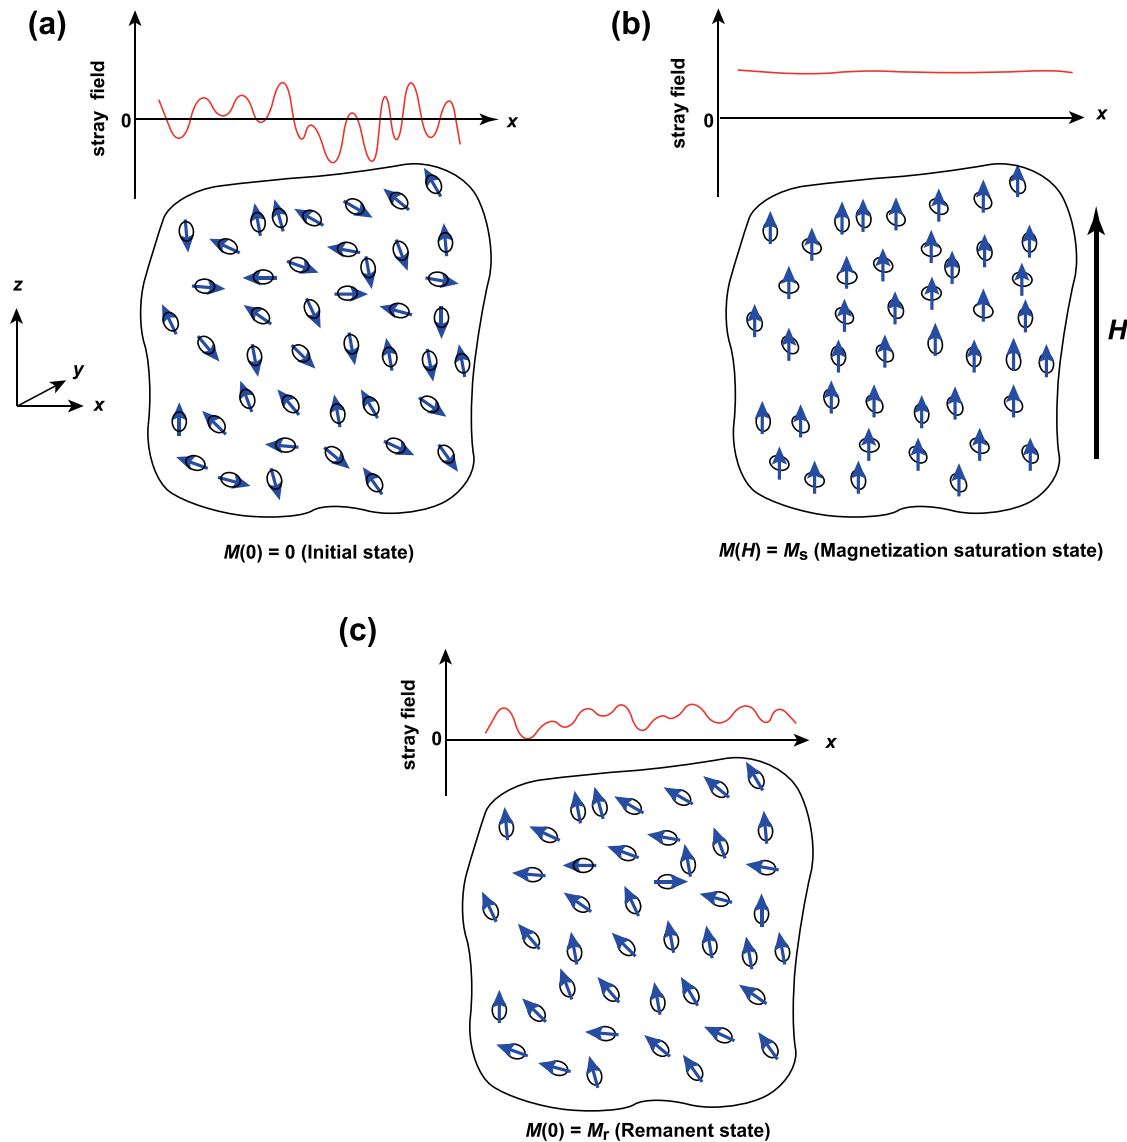 (a)
stray field
0
x
z
y
x
M(0) = 0 (Initial state)
(b)
stray field
0
x
H
M(H) = Ms (Magnetization saturation state)
(c)
stray field
0
x
M(0) = Mr (Remanent state)